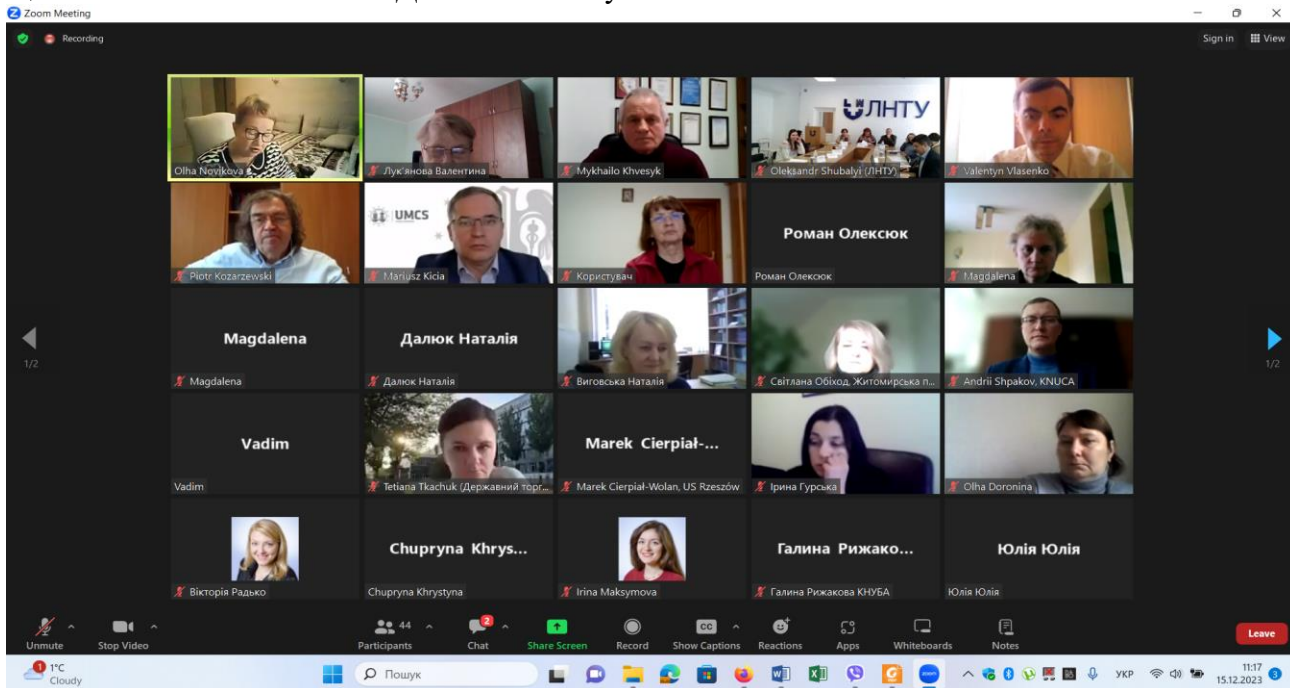 Zoom Meeting
Recording
Sign in
View
Olha Novikova
Лук'янова Валентина
Mykhailo Khvesyk
ЛНТУ
Oleksandr Shubalyi (ЛНТУ)
Valentyn Vlasenko
Piotr Kozarzewski
UMCS
Mariusz Kicia
Користувач
Роман Олексюк
Роман Олексюк
Magdalena
1/2
Magdalena
Magdalena
Далюк Наталія
Далюк Наталія
Виговська Наталія
Світлана Обіход, Житомирська п...
Andrii Shpakov, KNUCA
1/2
Vadim
Vadim
Tetiana Tkachuk (Державний торг...
Marek Cierpiał-...
Marek Cierpiał-Wolan, US Rzeszów
Ірина Гурська
Olha Doronina
Вікторія Радько
Chupryna Khrys...
Chupryna Khrystyna
Irina Maksymova
Галина Рижако...
Галина Рижакова КНУБА
Юлія Юлія
Юлія Юлія
Unmute
Stop Video
44
Participants
2
Chat
Share Screen
Record
CC
Show Captions
Reactions
Apps
Whiteboards
Notes
Leave
1
1°C
Cloudy
Пошук
УКР
11:17
15.12.2023
3